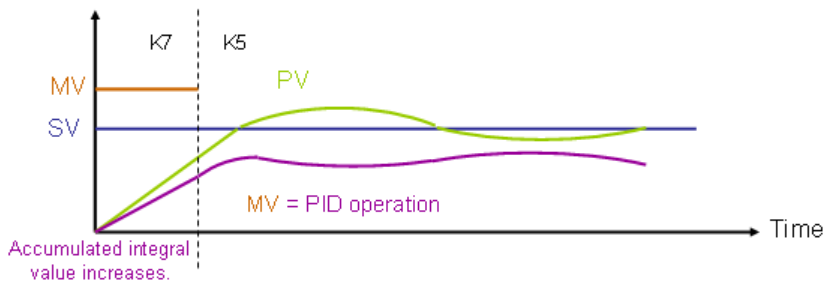 K7 K5
MV
PV
SV
MV = PID operation
Time
Accumulated integral
value increases.